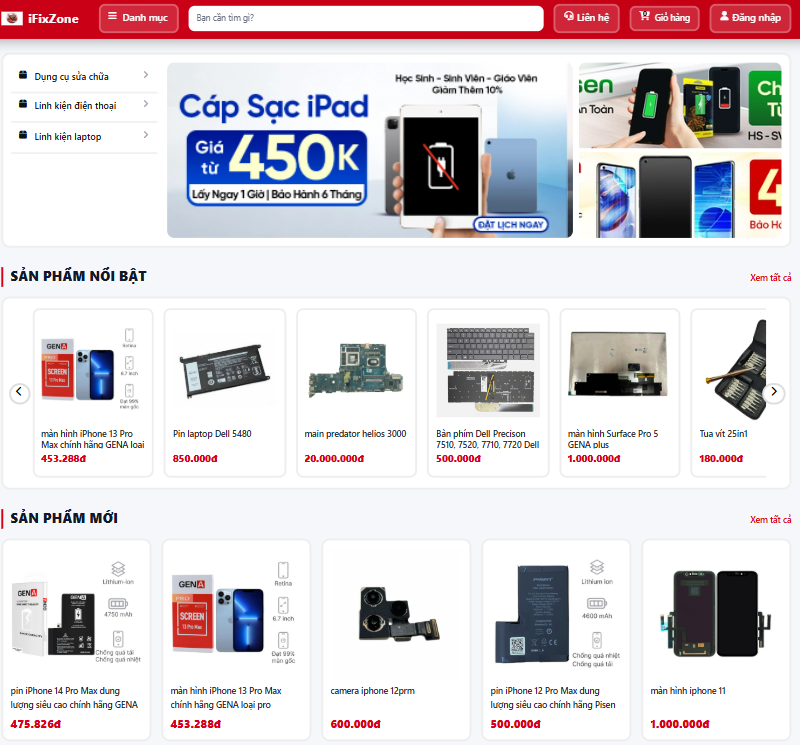 iFixZone
Danh mục
Bạn cần tìm gì?
Liên hệ
Giỏ hàng
Đăng nhập
Dụng cụ sửa chữa
Linh kiện điện thoại
Linh kiện laptop
Học Sinh - Sinh Viên - Giáo Viên
Giảm Thêm 10%
Cáp Sạc iPad
Giá từ 450K
Lấy Ngay 1 Giờ | Bảo Hành 6 Tháng
ĐẶT LỊCH NGAY
sen
Ch
An Toàn
Từ
HS - SV
4
Bảo Hà
SẢN PHẨM NỔI BẬT
Xem tất cả
GENA
PRO
SCREEN
13 Pro Max
Retina
6.7 inch
Đạt 99%
màn gốc
màn hình iPhone 13 Pro
Max chính hãng GENA loại
453.288đ
Pin laptop Dell 5480
850.000đ
main predator helios 3000
20.000.000đ
Bàn phím Dell Precison
7510, 7520, 7710, 7720 Dell
500.000đ
màn hình Surface Pro 5
GENA plus
1.000.000đ
Tua vít 25in1
180.000đ
SẢN PHẨM MỚI
Xem tất cả
GENA
GENA
Lithium-ion
4750 mAh
Chống quá tải
Chống quá nhiệt
pin iPhone 14 Pro Max dung
lượng siêu cao chính hãng GENA
475.826đ
GENA
PRO
SCREEN
13 Pro Max
Retina
6.7 inch
Đạt 99%
màn gốc
màn hình iPhone 13 Pro
Max chính hãng GENA loại pro
453.288đ
camera iphone 12prm
600.000đ
PISEN
Lithium ion
4600 mAh
Chống quá nhiệt
Chống quá tải
pin iPhone 12 Pro Max dung
lượng siêu cao chính hãng Pisen
500.000đ
màn hình iphone 11
1.000.000đ